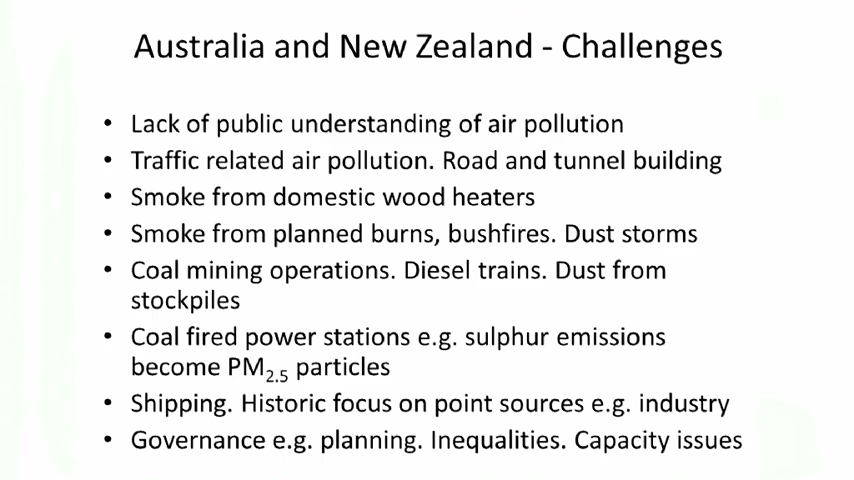 Australia and New Zealand - Challenges
• Lack of public understanding of air pollution
• Traffic related air pollution. Road and tunnel building
• Smoke from domestic wood heaters
• Smoke from planned burns, bushfires. Dust storms
• Coal mining operations. Diesel trains. Dust from
stockpiles
• Coal fired power stations e.g. sulphur emissions
become PM2.5 particles
• Shipping. Historic focus on point sources e.g. industry
• Governance e.g. planning. Inequalities. Capacity issues